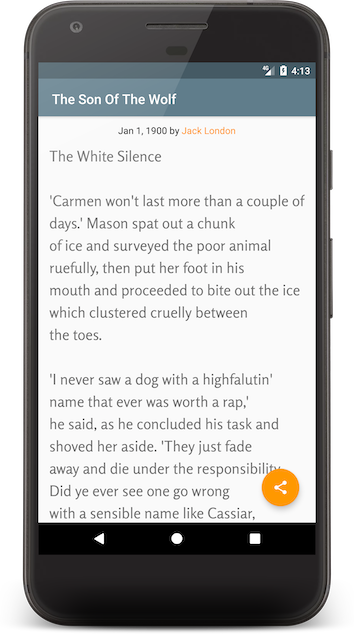 4G 4:13
The Son Of The Wolf
Jan 1, 1900 by Jack London
The White Silence
'Carmen won't last more than a couple of
days.' Mason spat out a chunk
of ice and surveyed the poor animal
ruefully, then put her foot in his
mouth and proceeded to bite out the ice
which clustered cruelly between
the toes.
'I never saw a dog with a highfalutin'
name that ever was worth a rap,'
he said, as he concluded his task and
shoved her aside. 'They just fade
away and die under the responsibility.
Did ye ever see one go wrong
with a sensible name like Cassiar,